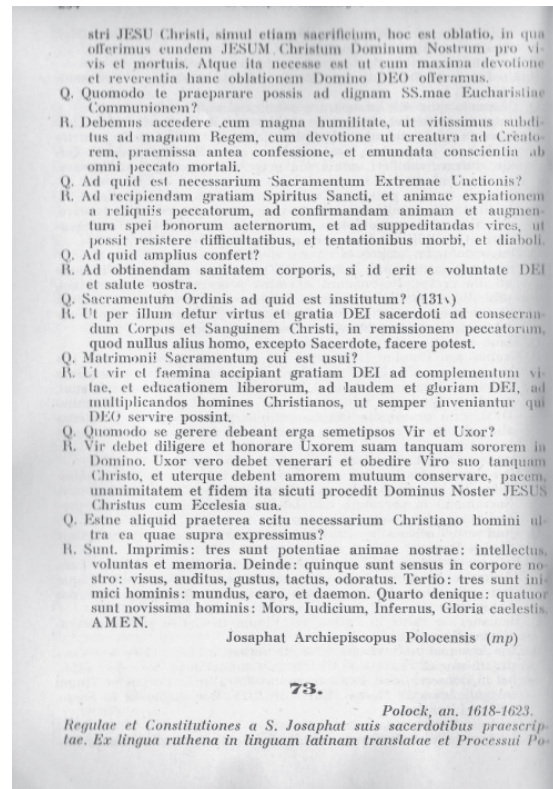 stri JESU Christi, simul etiam sacrificium, hoc est oblatio, in qua
offerimus eundem JESUM Christum Dominum Nostrum pro vi-
vis et mortuis. Atque ita necesse est ut cum maxima devotione
et reverentia hanc oblationem Domino DEO offeramus.
Q. Quomodo te praeparare possis ad dignam SS.mae Eucharistiae
Communionem?
R. Debemus accedere cum magna humilitate, ut vilissimus subdi-
tus ad magnum Regem, cum devotione ut creatura ad Creato-
rem, praemissa antea confessione, et emundata conscientia ab
omni peccato mortali.
Q. Ad quid est necessarium Sacramentum Extremae Unctionis?
R. Ad recipiendam gratiam Spiritus Sancti, et animae expiationem
a reliquiis peccatorum, ad confirmandam animam et augmen-
tum spei bonorum aeternorum, et ad suppeditandas vires, ut
possit resistere difficultatibus, et tentationibus morbi, et diaboli.
Q. Ad quid amplius confert?
R. Ad obtinendam sanitatem corporis, si id erit e voluntate DEI
et salute nostra.
Q. Sacramentum Ordinis ad quid est institutum?
R. Ut per illum detur virtus et gratia DEI sacerdoti ad consecran-
dum Corpus et Sanguinem Christi, in remissionem peccatorum,
quod nullus alius homo, excepto Sacerdote, facere potest.
Q. Matrimonii Sacramentum cui est usui?
R. Ut vir et faemina accipiant gratiam DEI ad complementum vi-
tae, et educationem liberorum, ad laudem et gloriam DEI, ad
multiplicandos homines Christianos, ut semper inveniantur qui
DEO servire possint.
Q. Quomodo se gerere debeant erga semetipsos Vir et Uxor?
R. Vir debet diligere et honorare Uxorem suam tanquam sororem in
Domino. Uxor vero debet venerari et obedire Viro suo tanquam
Christo, et uterque debent amorem mutuum conservare, pacem,
unanimitatem et fidem ita sicuti procedit Dominus Noster JESUS
Christus cum Ecclesia sua.
Q. Estne aliquid praeterea scitu necessarium Christiano homini ul-
tra ea quae supra expressimus?
R. Sunt. Imprimis: tres sunt potentiae animae nostrae: intellectus,
voluntas et memoria. Deinde: quinque sunt sensus in corpore no-
stro: visus, auditus, gustus, tactus, odoratus. Tertio: tres sunt ini-
mici hominis: mundus, caro, et daemon. Quarto denique: quatuor
sunt novissima hominis: Mors, Iudicium, Infernus, Gloria caelestis.
AMEN.
Josaphat Archiepiscopus Polocensis (mp)
73.
Polock, an. 1618-1623.
Regulae et Constitutiones a S. Josaphat suis sacerdotibus praescrip-
tae. Ex lingua ruthena in linguam latinam translatae et Processui Po-